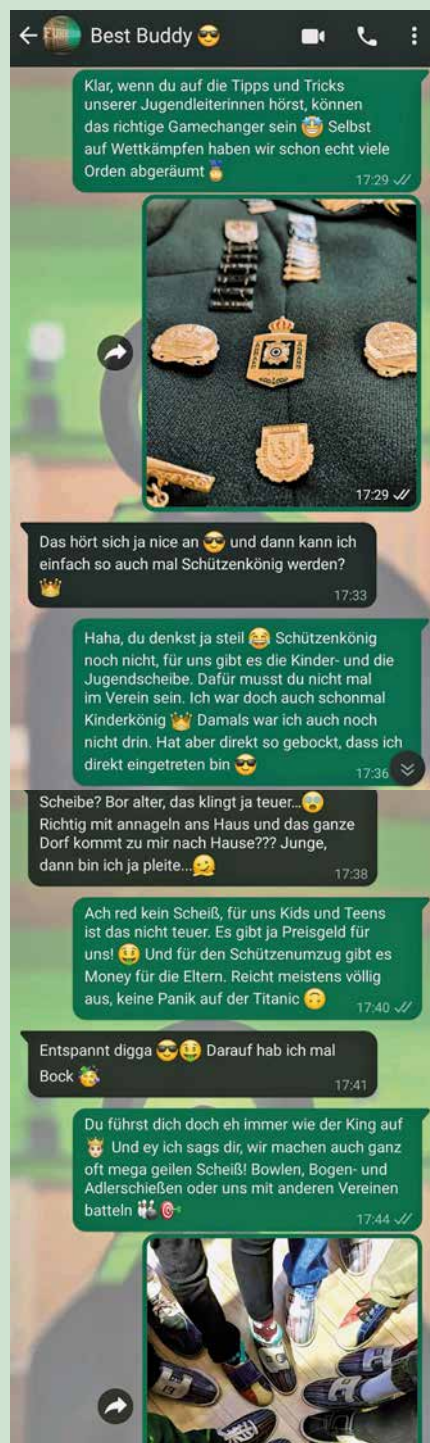 Best Buddy 😎
Klar, wenn du auf die Tipps und Tricks
unserer Jugendleiterinnen hörst, können
das richtige Gamechanger sein 🤩 Selbst
auf Wettkämpfen haben wir schon echt viele
Orden abgeräumt 🏅
17:29
17:29
Das hört sich ja nice an 😎 und dann kann ich
einfach so auch mal Schützenkönig werden?
👑
17:33
Haha, du denkst ja steil 😂 Schützenkönig
noch nicht, für uns gibt es die Kinder- und die
Jugendscheibe. Dafür musst du nicht mal
im Verein sein. Ich war doch auch schonmal
Kinderkönig 👑 Damals war ich auch noch
nicht drin. Hat aber direkt so gebockt, dass ich
direkt eingetreten bin 😎
17:36
Scheibe? Bor alter, das klingt ja teuer...😳
Richtig mit annageln ans Haus und das ganze
Dorf kommt zu mir nach Hause??? Junge,
dann bin ich ja pleite...🫠
17:38
Ach red kein Scheiß, für uns Kids und Teens
ist das nicht teuer. Es gibt ja Preisgeld für
uns! 🤑 Und für den Schützenumzug gibt es
Money für die Eltern. Reicht meistens völlig
aus, keine Panik auf der Titanic 🙃
17:40
Entspannt digga 😎🤑 Darauf hab ich mal
Bock 🥳
17:41
Du führst dich doch eh immer wie der King auf
🤴 Und ey ich sags dir, wir machen auch ganz
oft mega geilen Scheiß! Bowlen, Bogen- und
Adlerschießen oder uns mit anderen Vereinen
batteln 🎳🎯
17:44